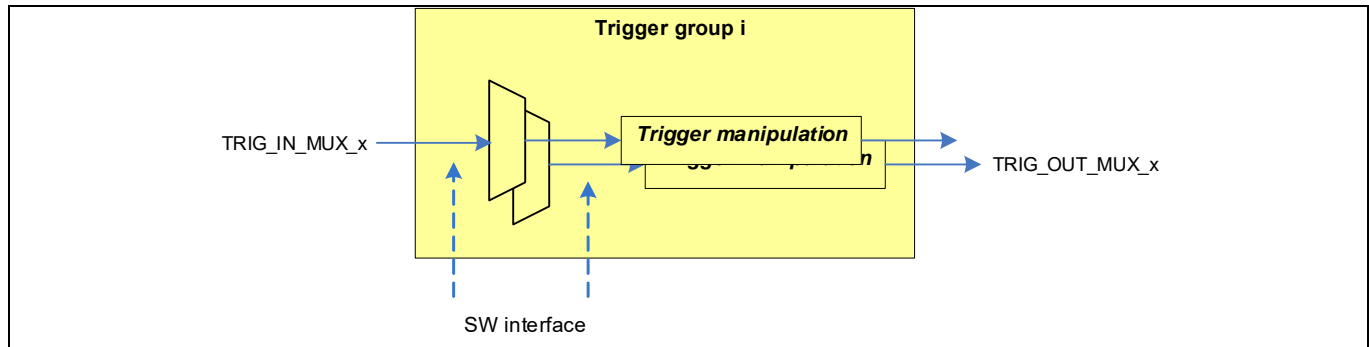 Trigger group i
TRIG_IN_MUX_x
Trigger manipulation
TRIG_OUT_MUX_x
SW interface